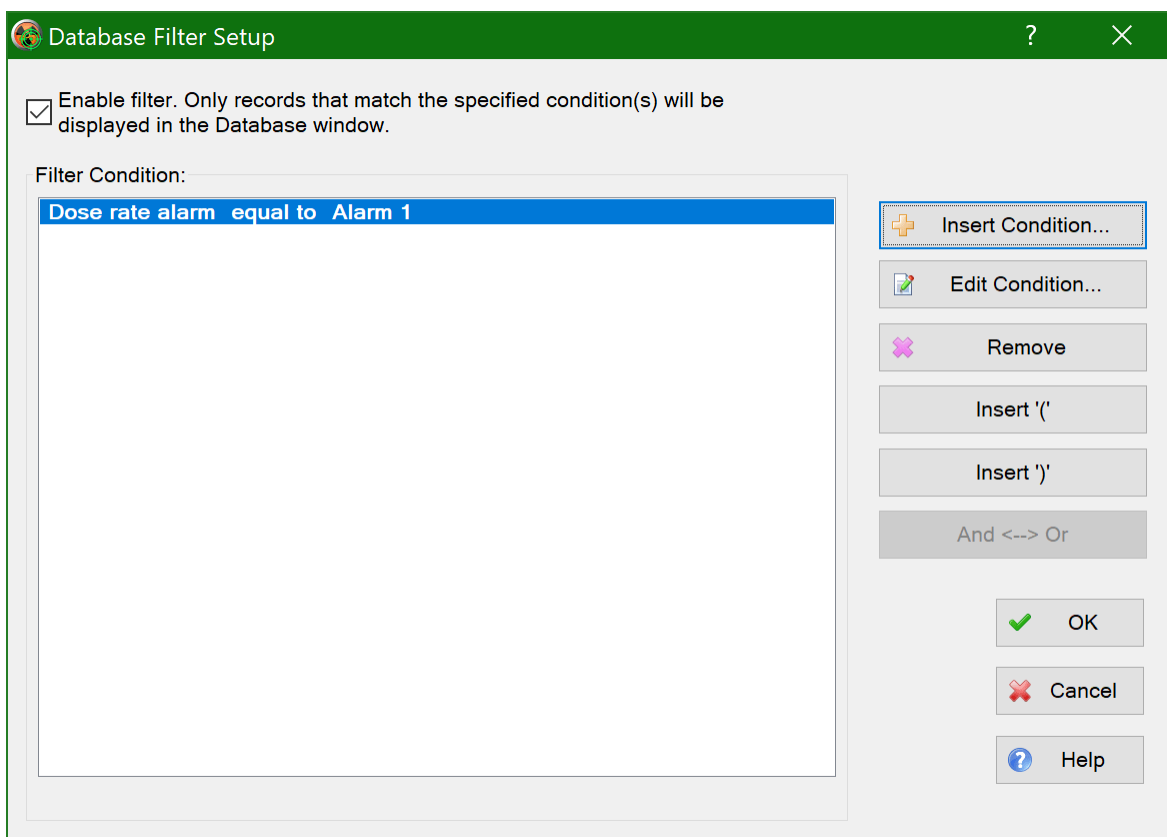 Database Filter Setup
?
Enable filter. Only records that match the specified condition(s) will be
displayed in the Database window.
Filter Condition:
Dose rate alarm equal to Alarm 1
Insert Condition...
Edit Condition...
Remove
Insert '('
Insert ')'
And <--> Or
OK
Cancel
? Help